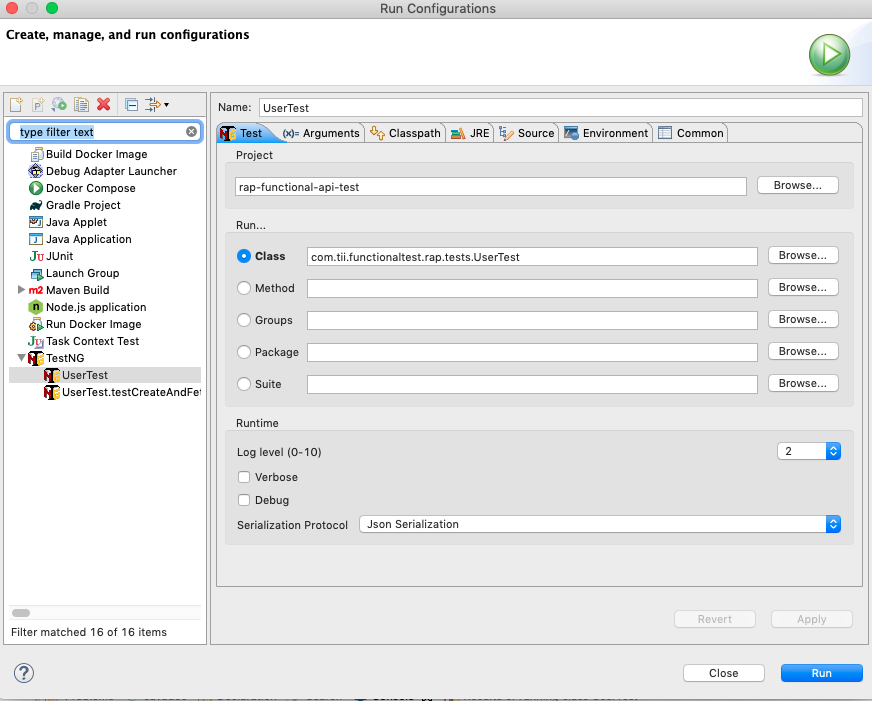 Run Configurations
Create, manage, and run configurations
type filter text
Build Docker Image
Debug Adapter Launcher
Docker Compose
Gradle Project
Java Applet
Java Application
JUnit
Launch Group
Maven Build
Node.js application
Run Docker Image
Task Context Test
TestNG
UserTest
UserTest.testCreateAndFet
Filter matched 16 of 16 items
Name: UserTest
Test (x)= Arguments Classpath JRE Source Environment Common
Project
rap-functional-api-test Browse...
Run...
Class com.tii.functionaltest.rap.tests.UserTest Browse...
Method Browse...
Groups Browse...
Package Browse...
Suite Browse...
Runtime
Log level (0-10) 2
Verbose
Debug
Serialization Protocol Json Serialization
Revert Apply
? Close Run